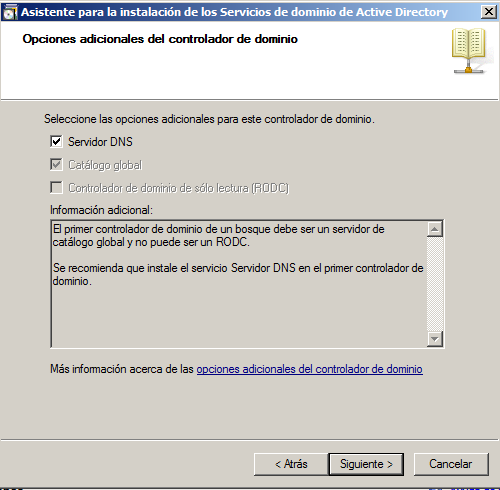 Asistente para la instalación de los Servicios de dominio de Active Directory
Opciones adicionales del controlador de dominio
Seleccione las opciones adicionales para este controlador de dominio.
Servidor DNS
Catálogo global
Controlador de dominio de sólo lectura (RODC)
Información adicional:
El primer controlador de dominio de un bosque debe ser un servidor de
catálogo global y no puede ser un RODC.
Se recomienda que instale el servicio Servidor DNS en el primer controlador de
dominio.
Más información acerca de las opciones adicionales del controlador de dominio
< Atrás
Siguiente >
Cancelar